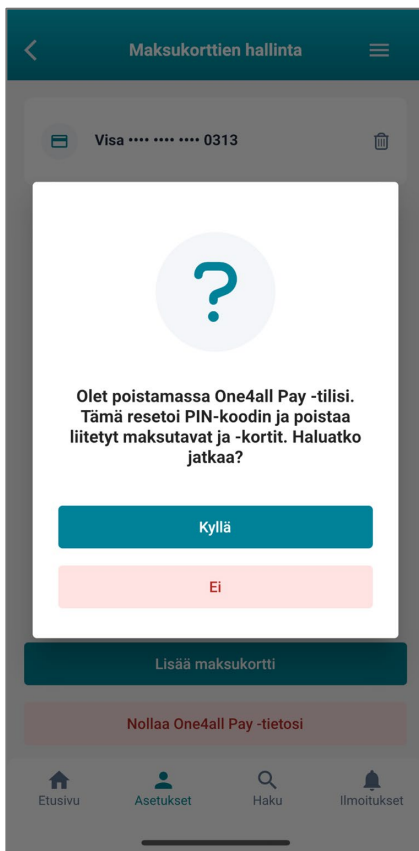 Maksukorttien hallinta
Visa •••• •••• •••• 0313
?
Olet poistamassa One4all Pay -tilisi.
Tämä resetoi PIN-koodin ja poistaa
liitetyt maksutavat ja -kortit. Haluatko
jatkaa?
Kyllä
Ei
Lisää maksukortti
Nollaa One4all Pay -tietosi
Etusivu Asetukset Haku Ilmoitukset